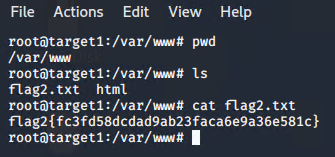 File Actions Edit View Help
root@target1:/var/www# pwd
/var/www
root@target1:/var/www# ls
flag2.txt html
root@target1:/var/www# cat flag2.txt
flag2{fc3fd58dcdad9ab23faca6e9a36e581c}
root@target1:/var/www#